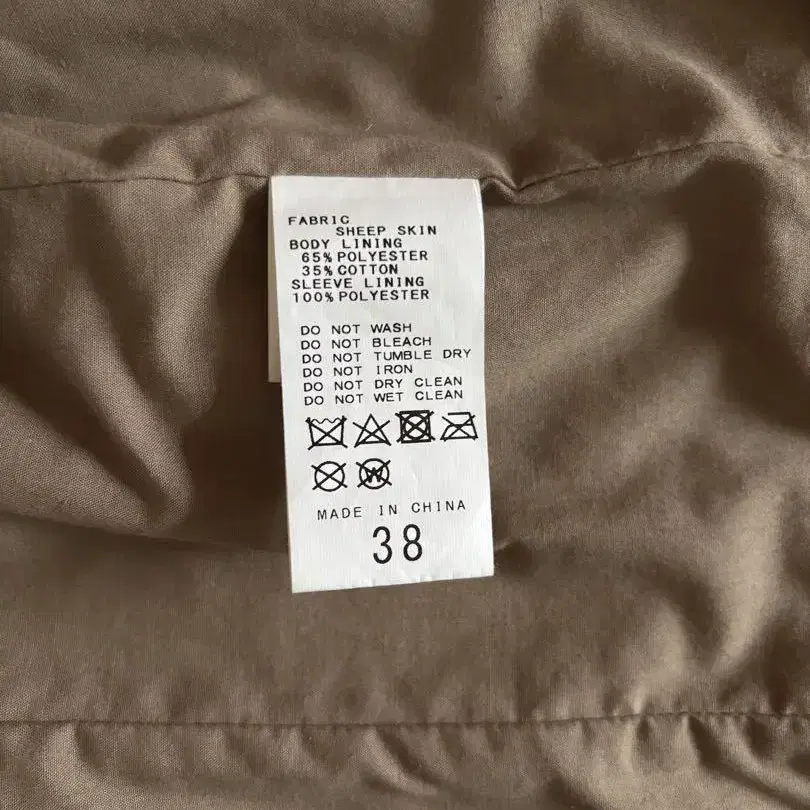 FABRIC
SHEEP SKIN
BODY LINING
65% POLYESTER
35% COTTON
SLEEVE LINING
100% POLYESTER
DO NOT WASH
DO NOT BLEACH
DO NOT TUMBLE DRY
DO NOT IRON
DO NOT DRY CLEAN
DO NOT WET CLEAN
W
MADE IN CHINA
38